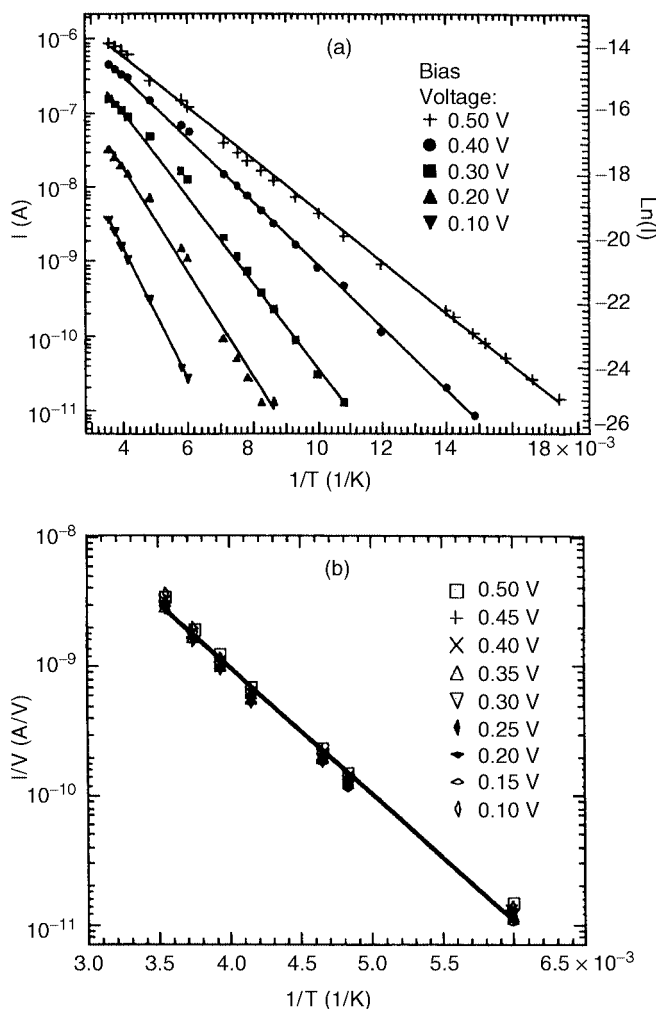 (a)
10⁻⁶
10⁻⁷
10⁻⁸
10⁻⁹
10⁻¹⁰
10⁻¹¹
I (A)
Bias
Voltage:
0.50 V
0.40 V
0.30 V
0.20 V
0.10 V
−14
−16
−18
−20
−22
−24
−26
Ln(I)
4 6 8 10 12 14 18 × 10⁻³
1/T (1/K)
(b)
10⁻⁸
10⁻⁹
10⁻¹⁰
10⁻¹¹
I/V (A/V)
0.50 V
0.45 V
0.40 V
0.35 V
0.30 V
0.25 V
0.20 V
0.15 V
0.10 V
3.0 3.5 4.0 4.5 5.0 5.5 6.0 6.5 × 10⁻³
1/T (1/K)